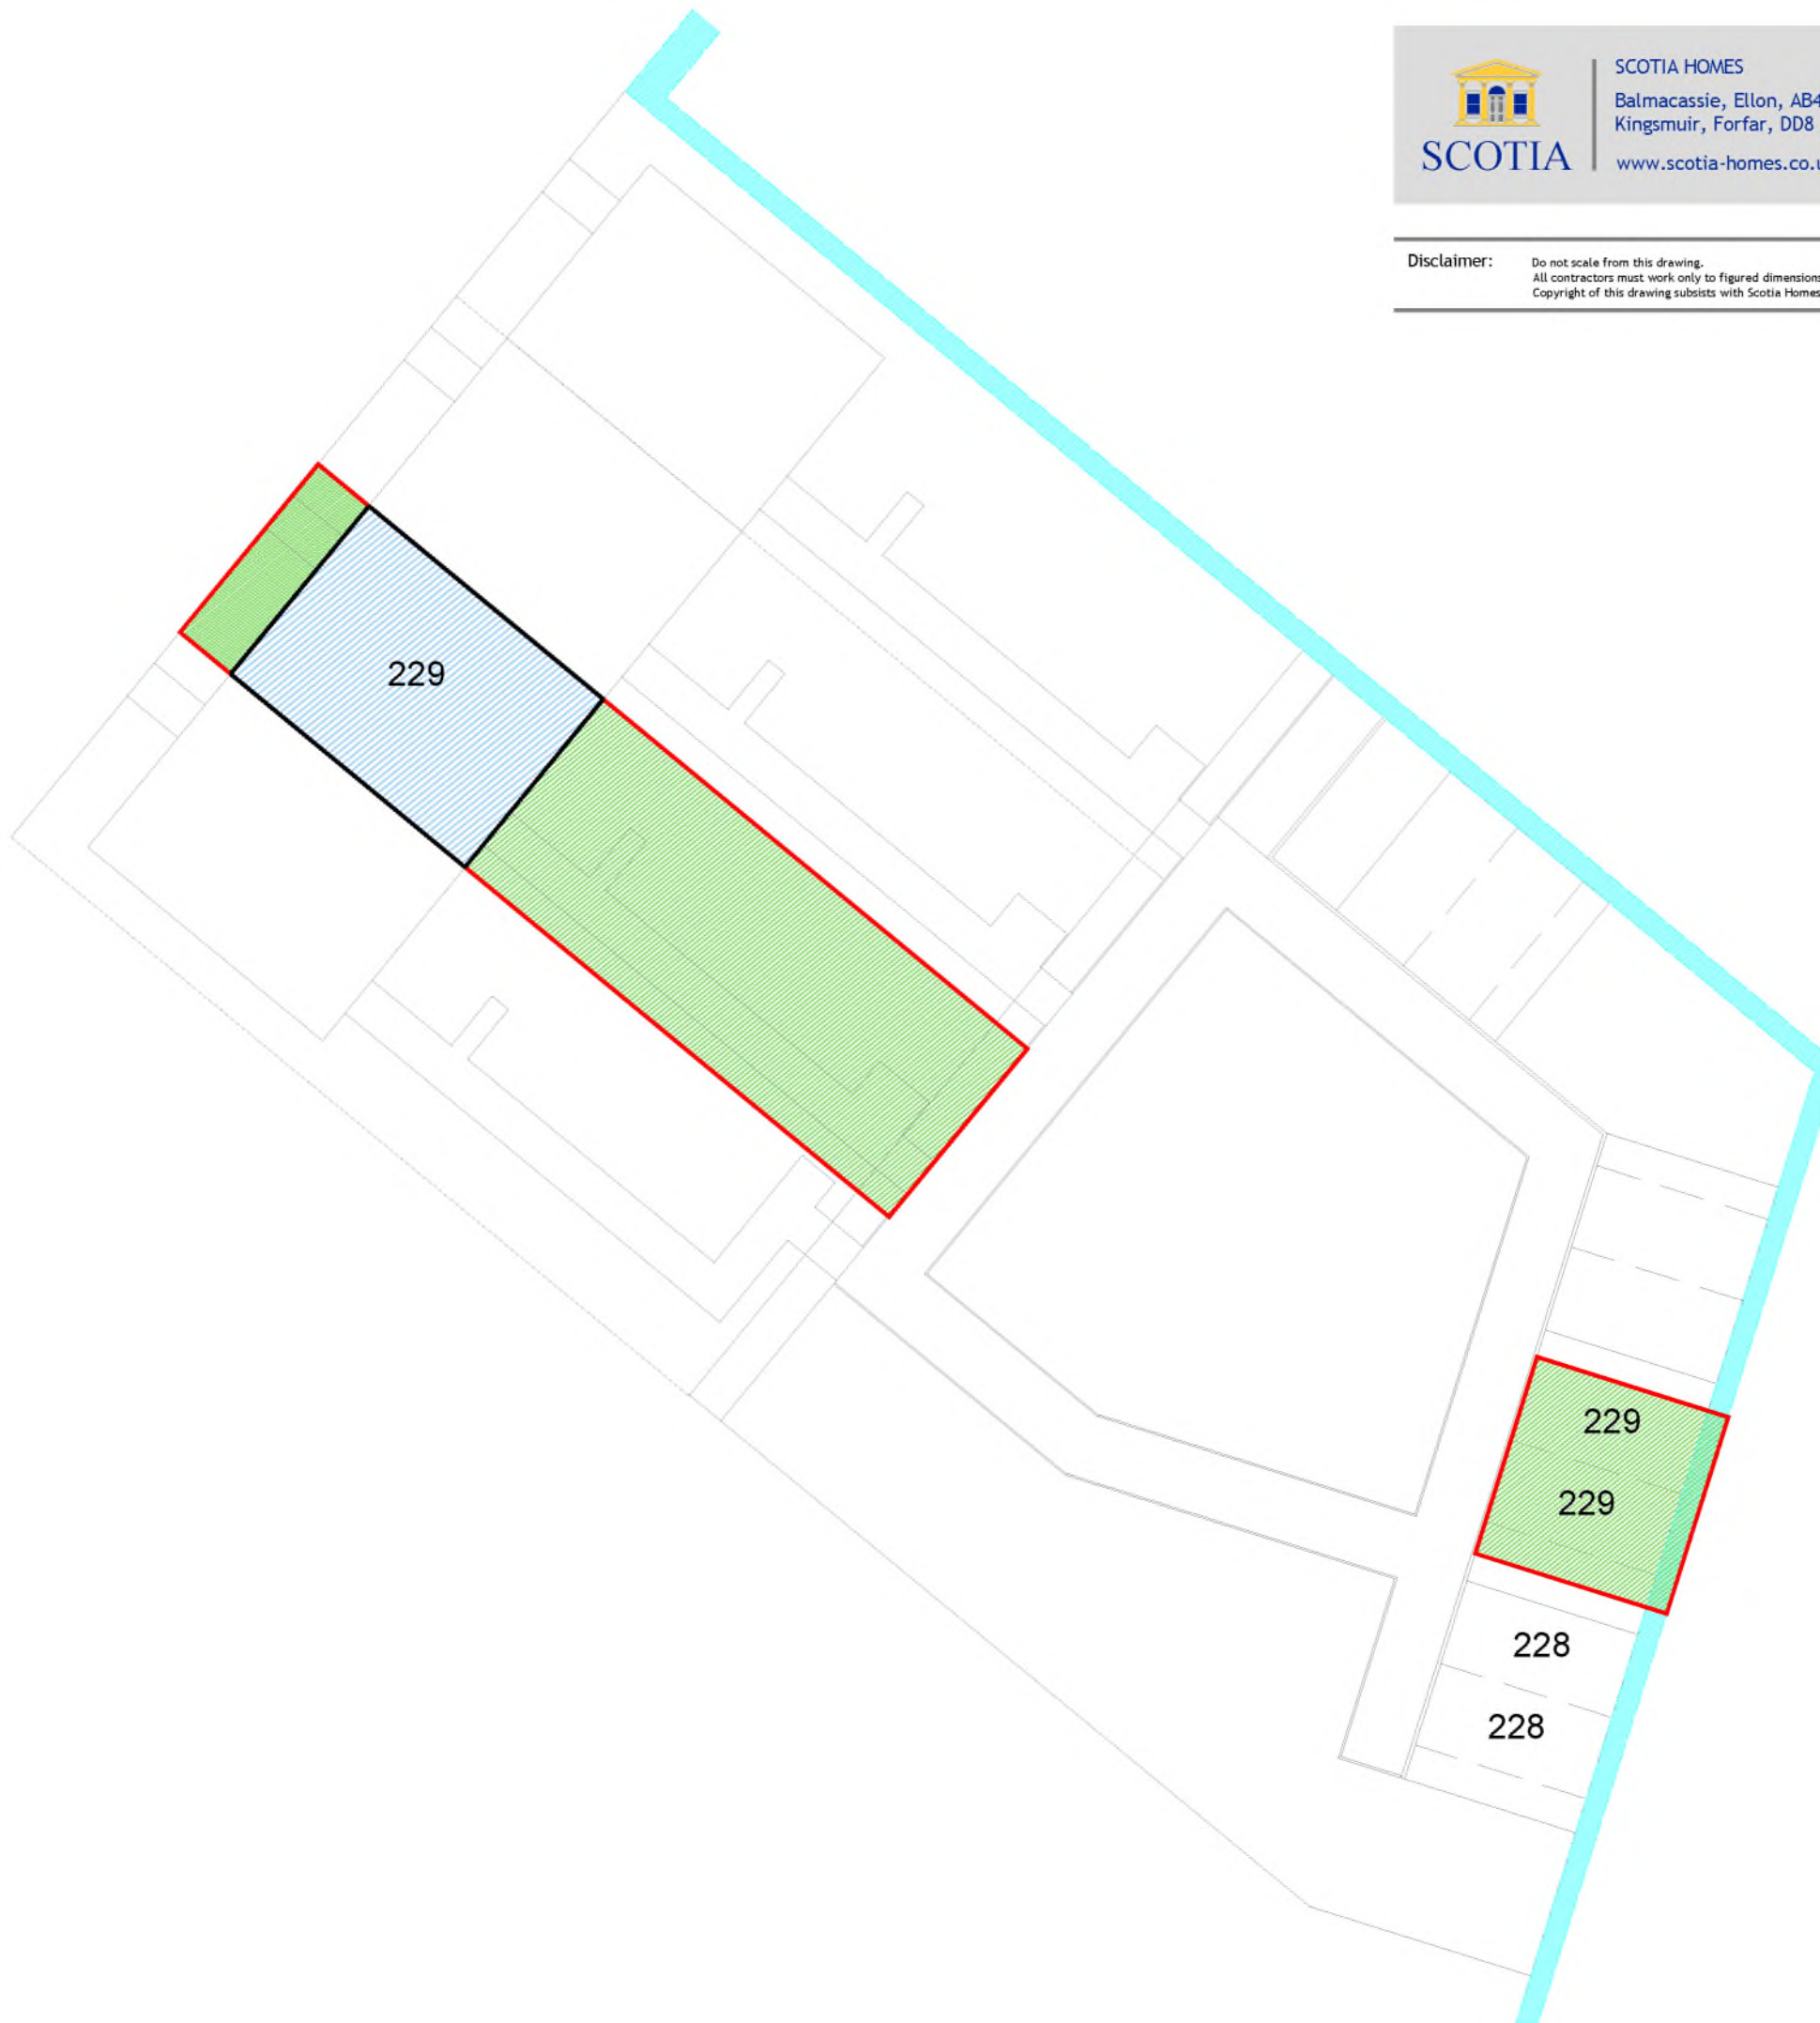 SCOTIA
SCOTIA HOMES
Balmacassie, Ellon, AB4
Kingsmuir, Forfar, DD8
www.scotia-homes.co.u
Disclaimer:
Do not scale from this drawing.
All contractors must work only to figured dimensions
Copyright of this drawing subsists with Scotia Homes
229
229
229
228
228